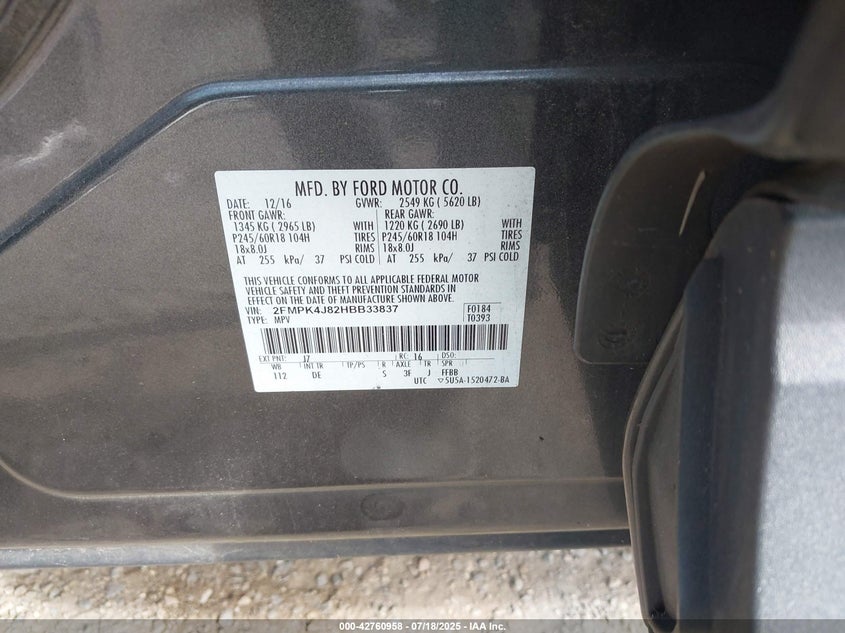 MFD. BY FORD MOTOR CO.
DATE: 12/16 GVWR: 2549 KG ( 5620 LB)
FRONT GAWR: REAR GAWR:
1345 KG ( 2965 LB) WITH 1220 KG ( 2690 LB) WITH
P245/60R18 104H TIRES P245/60R18 104H TIRES
18x8.0J RIMS 18x8.0J RIMS
AT 255 kPa/ 37 PSI COLD AT 255 kPa/ 37 PSI COLD
THIS VEHICLE CONFORMS TO ALL APPLICABLE FEDERAL MOTOR
VEHICLE SAFETY AND THEFT PREVENTION STANDARDS IN
EFFECT ON THE DATE OF MANUFACTURE SHOWN ABOVE.
VIN: 2FMPK4J82HBB33837 F0184
TYPE: MPV T0393
EXT PNT: J7 RC: 16 DSO:
WB INT TR TP/PS R AXLE TR SPR
112 DE S 3F J FFBB
UTC ▽5U5A-1520472-BA
000-42760958 - 07/18/2025 - IAA Inc.